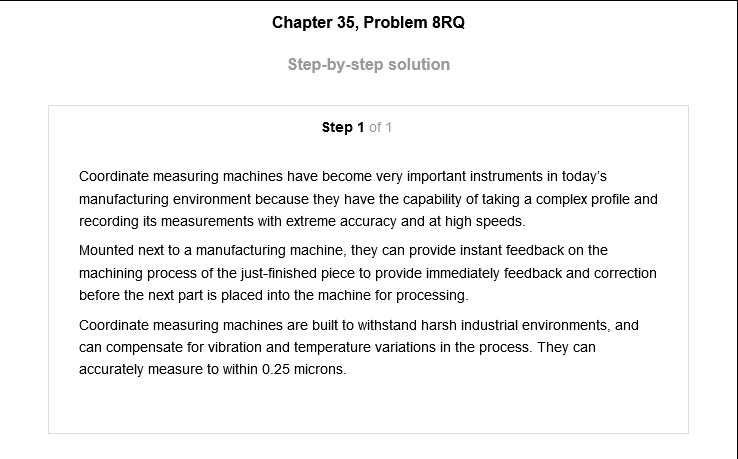 Chapter 35, Problem 8RQ
Step-by-step solution
Step 1 of 1
Coordinate measuring machines have become very important instruments in today's
manufacturing environment because they have the capability of taking a complex profile and
recording its measurements with extreme accuracy and at high speeds.
Mounted next to a manufacturing machine, they can provide instant feedback on the
machining process of the just-finished piece to provide immediately feedback and correction
before the next part is placed into the machine for processing.
Coordinate measuring machines are built to withstand harsh industrial environments, and
can compensate for vibration and temperature variations in the process. They can
accurately measure to within 0.25 microns.